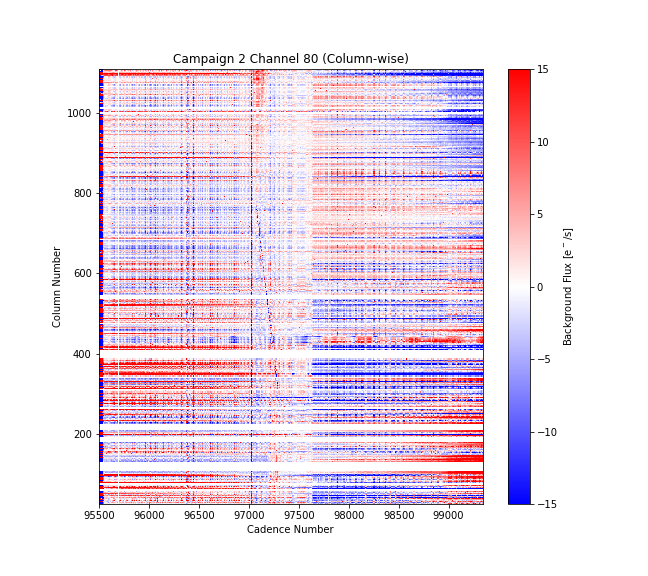 Campaign 2 Channel 80 (Column-wise)
Column Number
1000
800
600
400
200
95500 96000 96500 97000 97500 98000 98500 99000
Cadence Number
15
10
5
0
−5
−10
−15
Background Flux [e⁻/s]